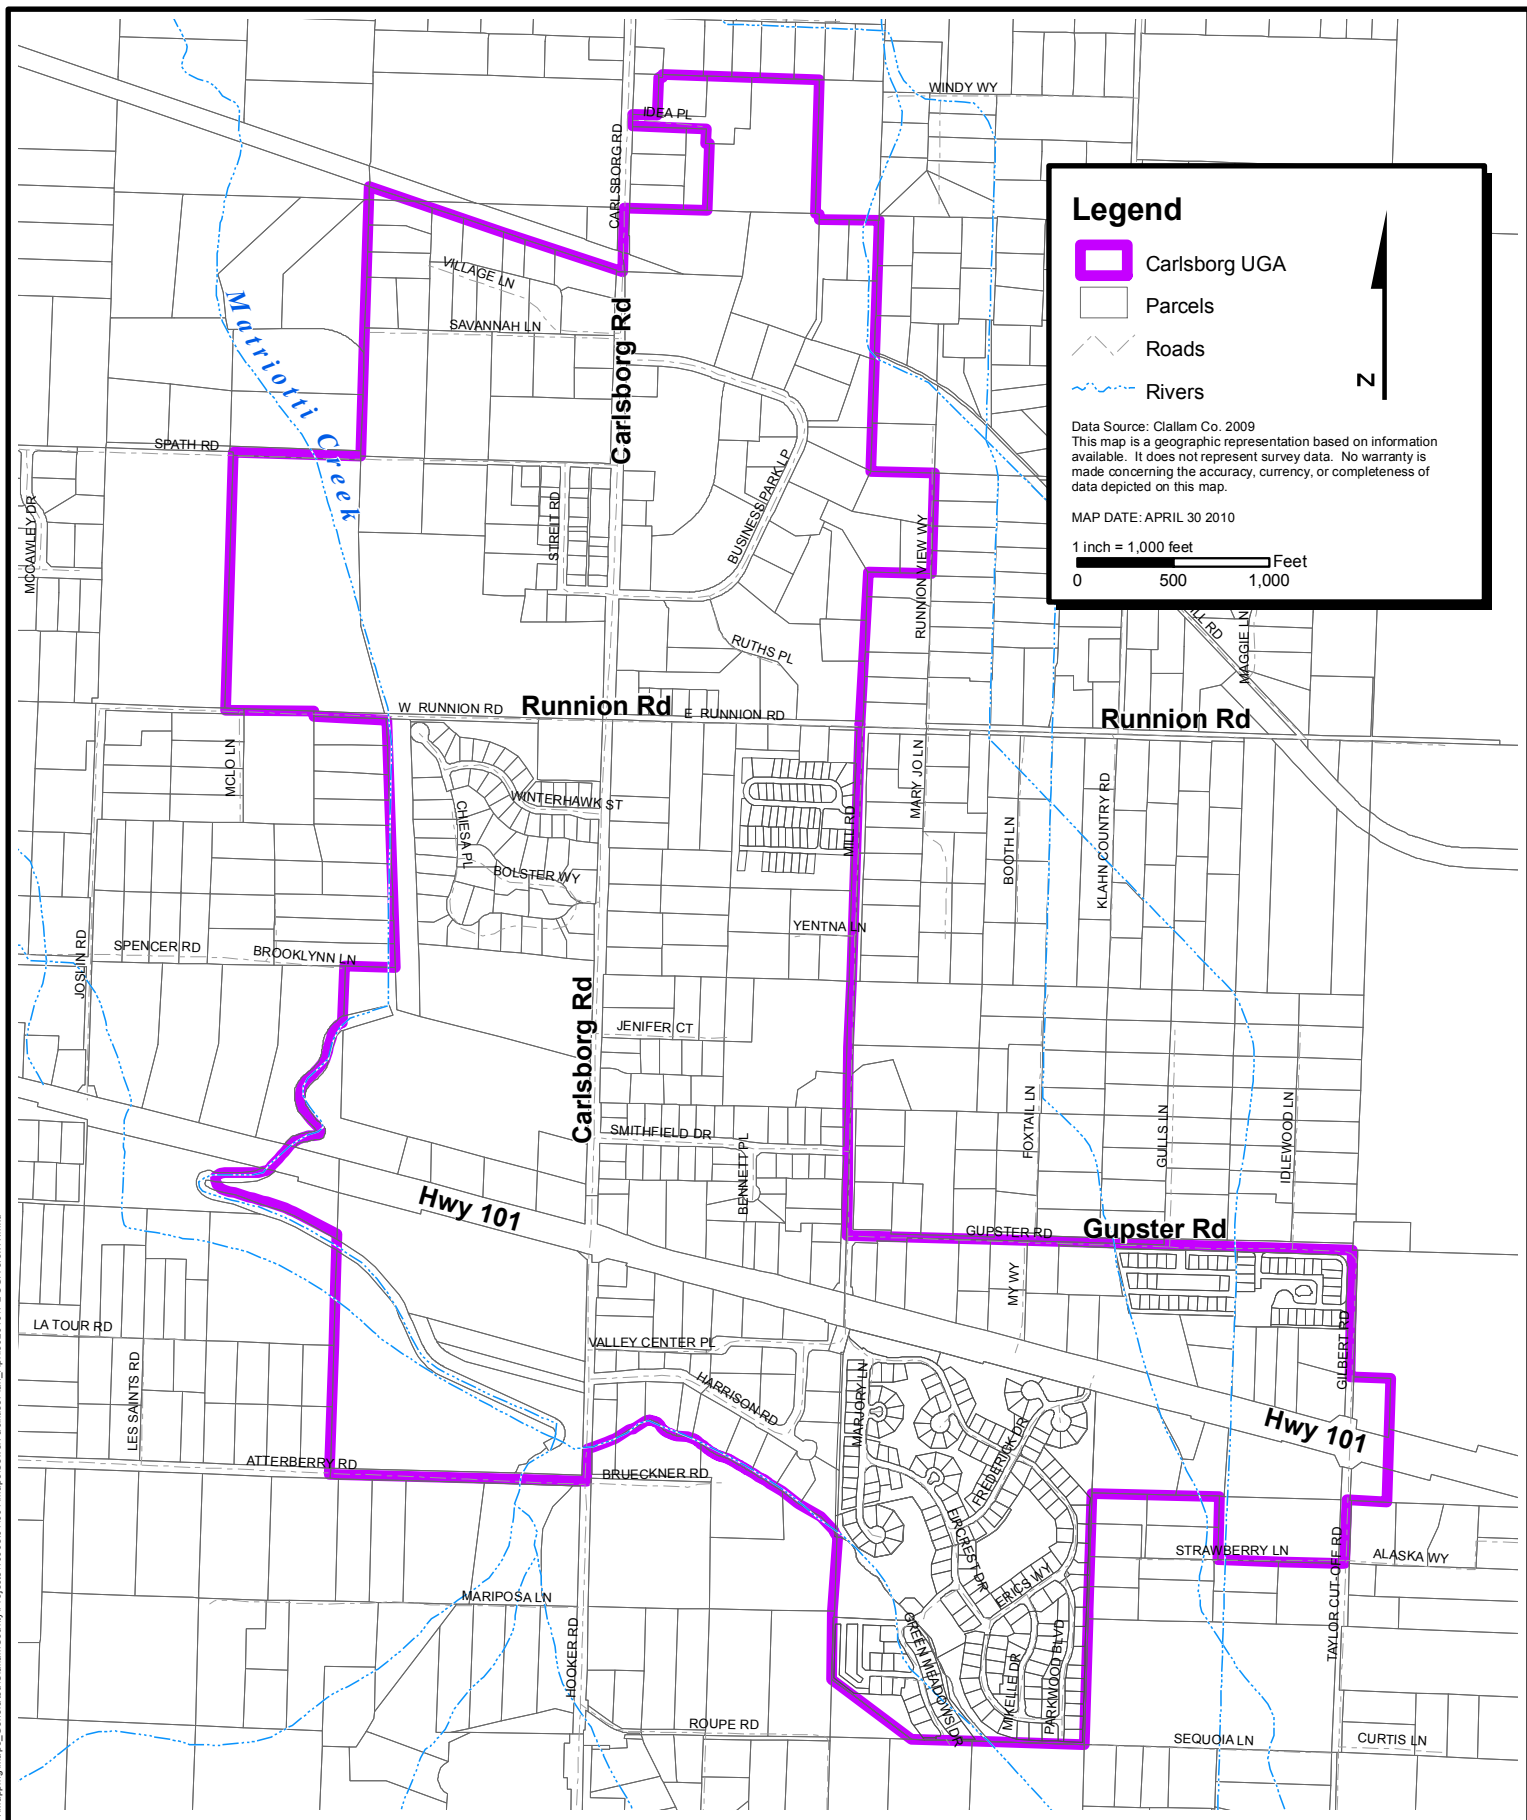 WINDY WY
IDEA PL
CARLSBORG RD
Legend
Carlsborg UGA
Parcels
Roads
Rivers
N
Data Source: Clallam Co. 2009
This map is a geographic representation based on information
available. It does not represent survey data. No warranty is
made concerning the accuracy, currency, or completeness of
data depicted on this map.
MAP DATE: APRIL 30 2010
1 inch = 1,000 feet
Feet
0 500 1,000
VILLAGE LN
SAVANNAH LN
Matriotti Creek
Carlsborg Rd
SPATH RD
MCCAWLEY DR
STREIT RD
BUSINESS PARK LP
RUNNION VIEW WY
RUTHS PL
MAGGIE LN
W RUNNION RD
Runnion Rd
E RUNNION RD
Runnion Rd
MCLO LN
WINTERHAWK ST
CHIESA PL
BOLSTER WY
MILL RD
MARY JO LN
BOOTH LN
KLAHN COUNTRY RD
YENTNA LN
JOSLIN RD
SPENCER RD
BROOKLYNN LN
Carlsborg Rd
JENIFER CT
SMITHFIELD DR
BENNETT PL
FOXTAIL LN
GULLS LN
IDLEWOOD LN
Hwy 101
GUPSTER RD
Gupster Rd
MY WY
GILBERT RD
LA TOUR RD
LES SAINTS RD
VALLEY CENTER PL
HARRISON RD
MARJORY LN
FREDERICK DR
Hwy 101
ATTERBERRY RD
BRUECKNER RD
FIRCREST DR
ERICS WY
STRAWBERRY LN
ALASKA WY
TAYLOR CUT-OFF RD
MARIPOSA LN
HOOKER RD
GREEN MEADOWS DR
MIKELLE DR
PARKWOOD BLVD
ROUPE RD
SEQUOIA LN
CURTIS LN